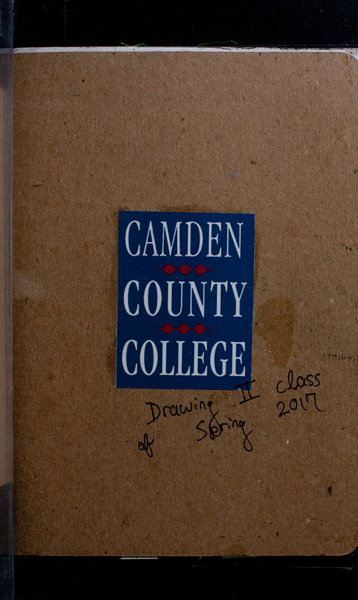 CAMDEN
COUNTY
COLLEGE
Drawing II class
of Spring 2017